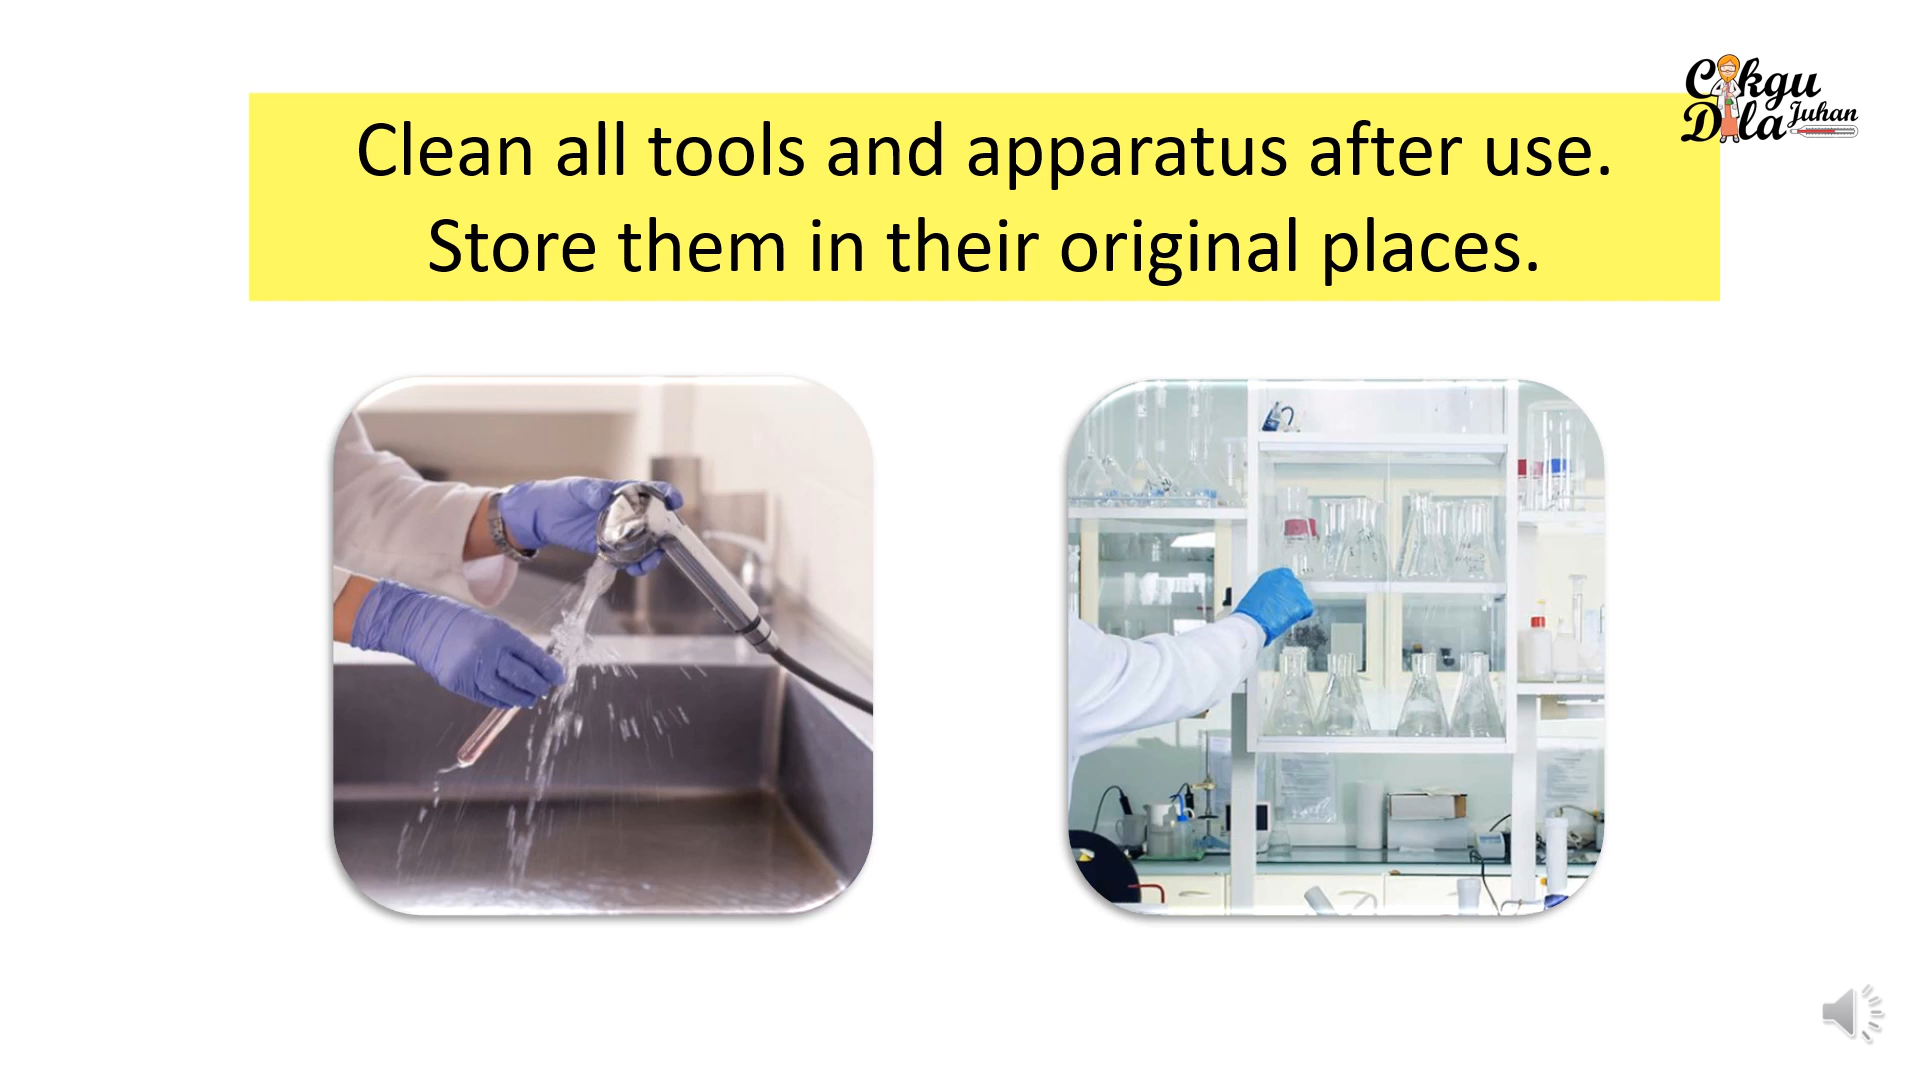 Cikgu
Dila Juhan
Clean all tools and apparatus after use.
Store them in their original places.